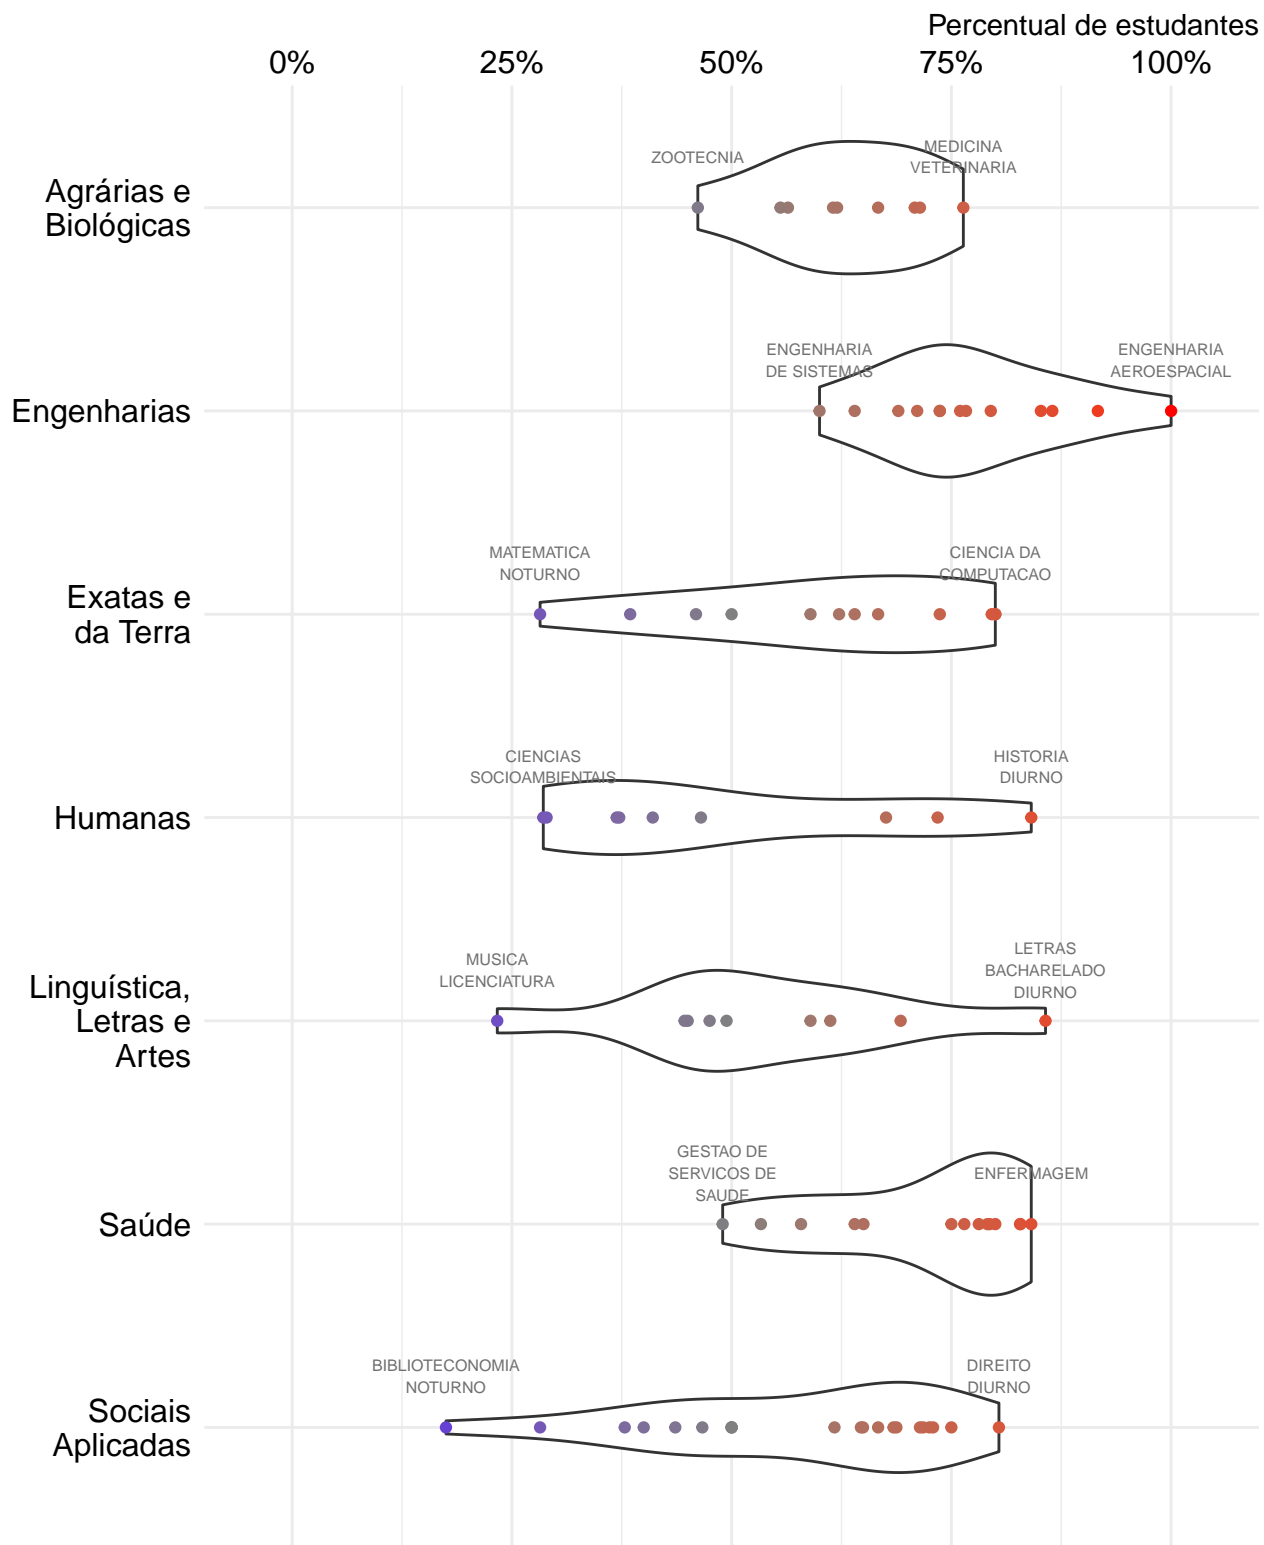 Percentual de estudantes
0% 25% 50% 75% 100%
ZOOTECNIA
MEDICINA
VETERINARIA
Agrárias e
Biológicas
ENGENHARIA
DE SISTEMAS
ENGENHARIA
AEROESPACIAL
Engenharias
MATEMATICA
NOTURNO
CIENCIA DA
COMPUTACAO
Exatas e
da Terra
CIENCIAS
SOCIOAMBIENTAIS
HISTORIA
DIURNO
Humanas
MUSICA
LICENCIATURA
LETRAS
BACHARELADO
DIURNO
Linguística,
Letras e
Artes
GESTAO DE
SERVICOS DE
SAUDE
ENFERMAGEM
Saúde
BIBLIOTECONOMIA
NOTURNO
DIREITO
DIURNO
Sociais
Aplicadas